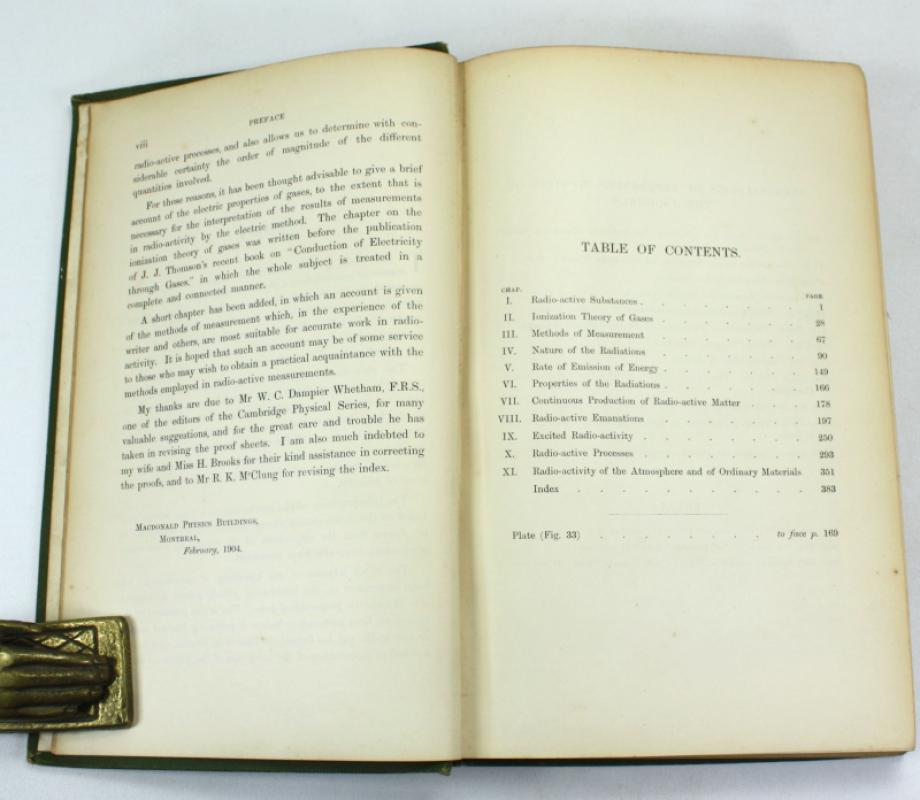 viii
PREFACE
radio-active processes, and also allows us to determine with con-
siderable certainty the order of magnitude of the different
quantities involved.
For these reasons, it has been thought advisable to give a brief
account of the electric properties of gases, to the extent that is
necessary for the interpretation of the results of measurements
in radio-activity by the electric method. The chapter on the
ionization theory of gases was written before the publication
of J. J. Thomson's recent book on "Conduction of Electricity
through Gases," in which the whole subject is treated in a
complete and connected manner.
A short chapter has been added, in which an account is given
of the methods of measurement which, in the experience of the
writer and others, are most suitable for accurate work in radio-
activity. It is hoped that such an account may be of some service
to those who may wish to obtain a practical acquaintance with the
methods employed in radio-active measurements.
My thanks are due to Mr W. C. Dampier Whetham, F.R.S.,
one of the editors of the Cambridge Physical Series, for many
valuable suggestions, and for the great care and trouble he has
taken in revising the proof sheets. I am also much indebted to
my wife and Miss H. Brooks for their kind assistance in correcting
the proofs, and to Mr R. K. McClung for revising the index.
MACDONALD PHYSICS BUILDINGS,
MONTREAL,
February, 1904.
TABLE OF CONTENTS.
CHAP. PAGE
I. Radio-active Substances . . . . . . . 1
II. Ionization Theory of Gases . . . . . . 28
III. Methods of Measurement . . . . . . 67
IV. Nature of the Radiations . . . . . . 90
V. Rate of Emission of Energy . . . . . . 149
VI. Properties of the Radiations . . . . . . 166
VII. Continuous Production of Radio-active Matter . . . 178
VIII. Radio-active Emanations . . . . . . 197
IX. Excited Radio-activity . . . . . . . 250
X. Radio-active Processes . . . . . . . 293
XI. Radio-activity of the Atmosphere and of Ordinary Materials 351
Index . . . . . . . . . 383
Plate (Fig. 33) . . . . . . . to face p. 169